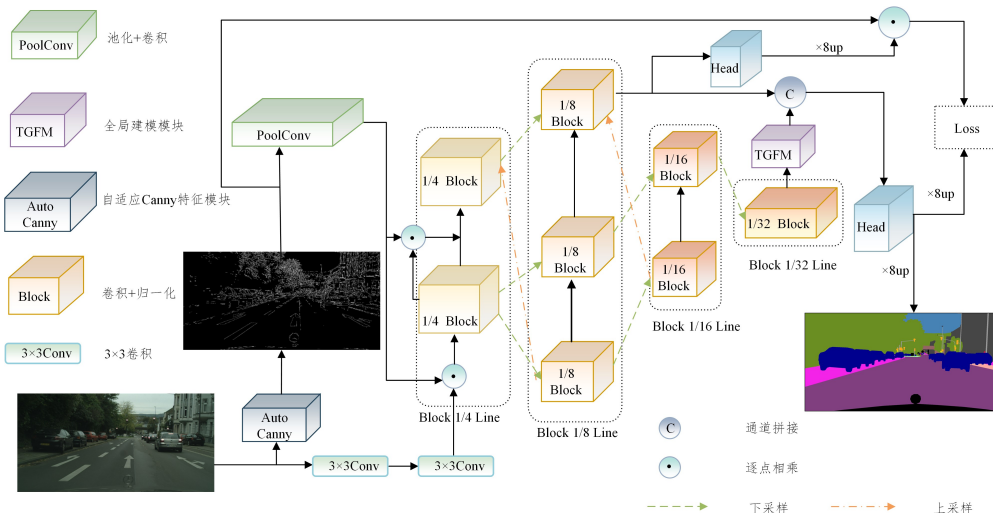 PoolConv
池化+卷积
TGFM
全局建模模块
Auto
Canny
自适应Canny特征模块
Block
卷积+归一化
3×3Conv
3×3卷积
PoolConv
Auto
Canny
3×3Conv
3×3Conv
1/4 Block
1/4 Block
Block 1/4 Line
1/8
Block
1/8
Block
1/8
Block
Block 1/8 Line
1/16
Block
1/16
Block
Block 1/16 Line
Head
×8up
C
TGFM
1/32 Block
Block 1/32 Line
Head
×8up
Loss
×8up
C
通道拼接
逐点相乘
下采样
上采样